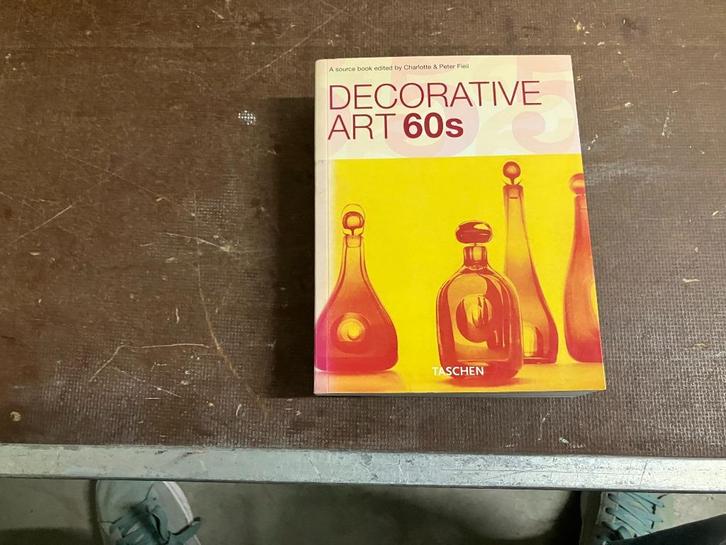 A source book edited by Charlotte & Peter Fiell
DECORATIVE
ART 60s
TASCHEN